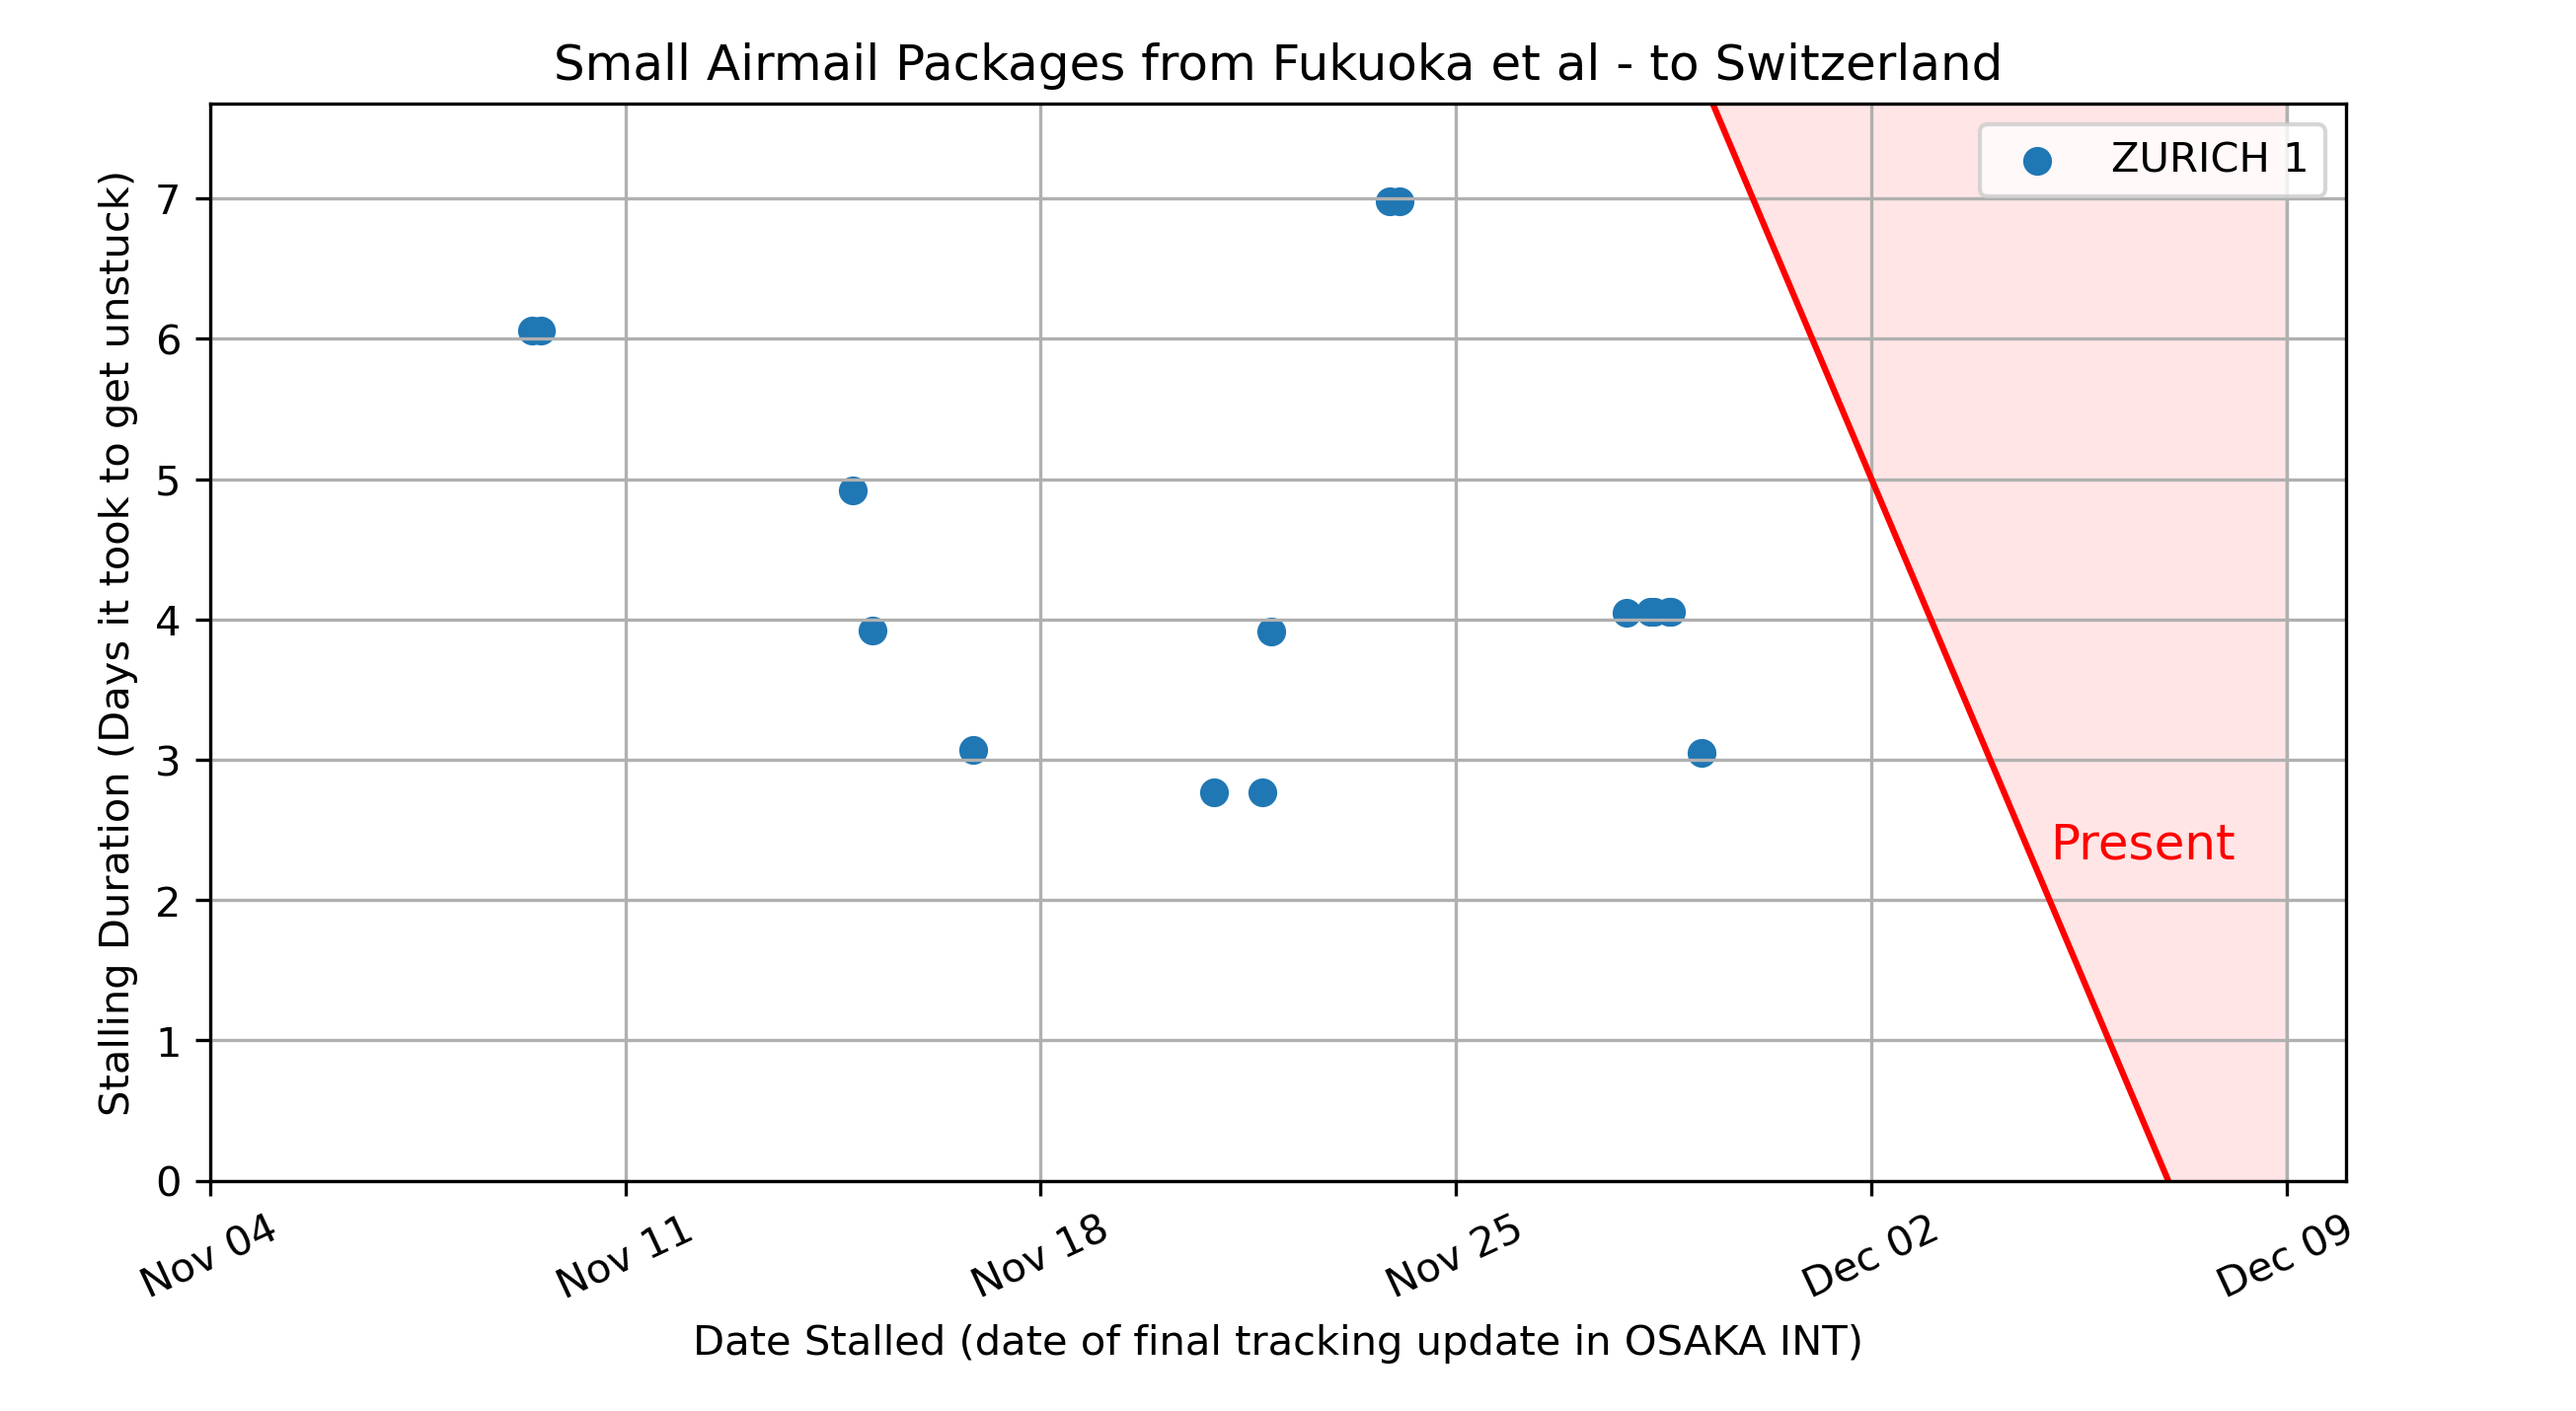 Small Airmail Packages from Fukuoka et al - to Switzerland
ZURICH 1
Stalling Duration (Days it took to get unstuck)
7
6
5
4
3
2
1
0
Present
Nov 04
Nov 11
Nov 18
Nov 25
Dec 02
Dec 09
Date Stalled (date of final tracking update in OSAKA INT)